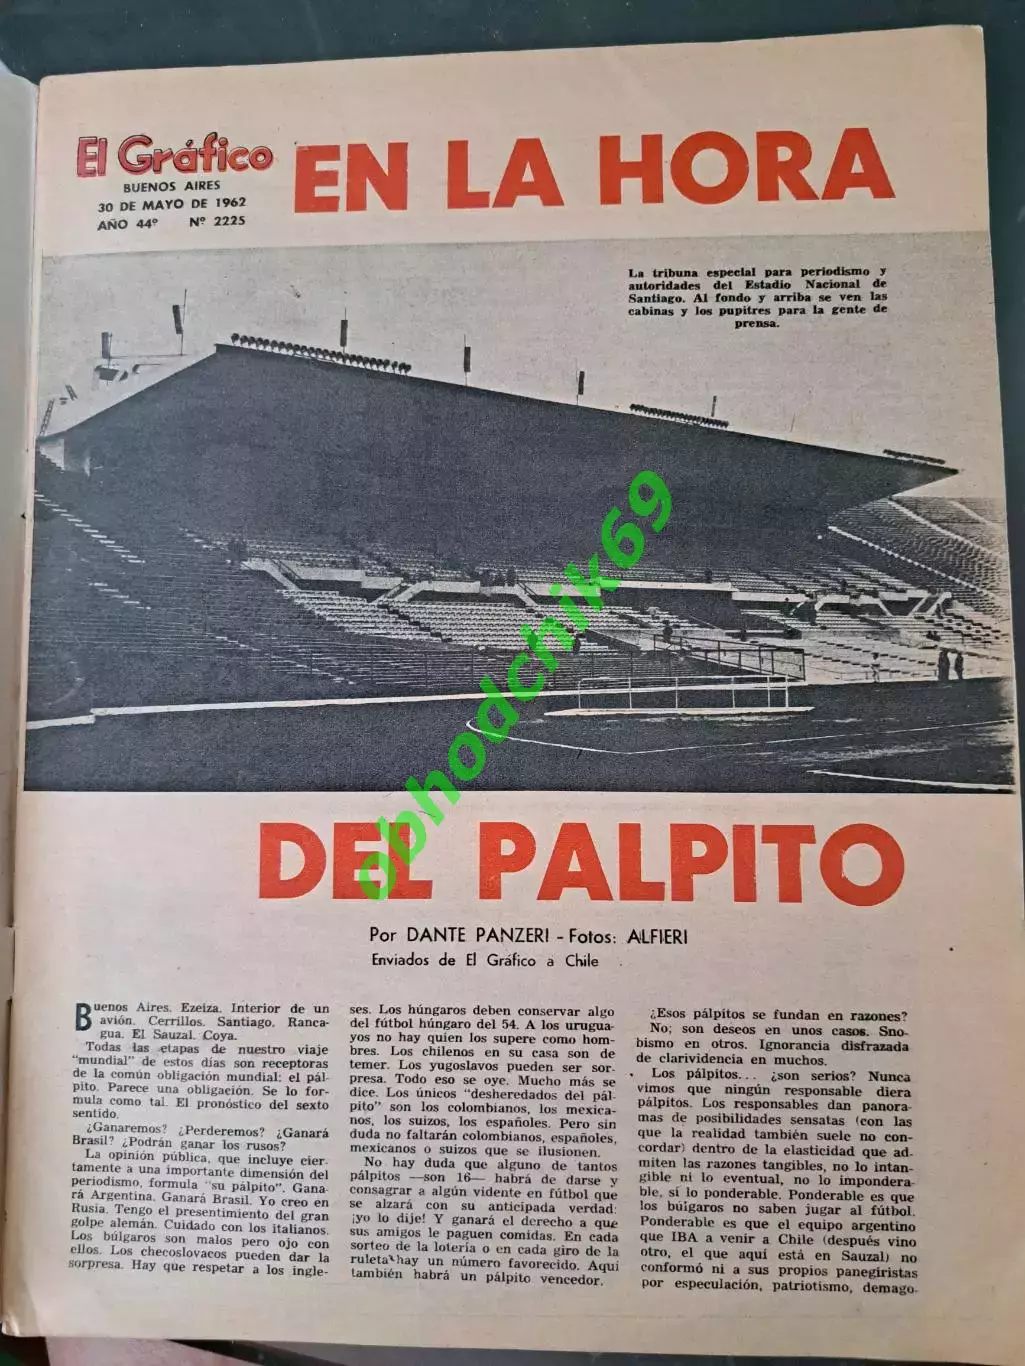 El Gráfico
BUENOS AIRES
30 DE MAYO DE 1962
AÑO 44º Nº 2225
EN LA HORA
La tribuna especial para periodismo y
autoridades del Estadio Nacional de
Santiago. Al fondo y arriba se ven las
cabinas y los pupitres para la gente de
prensa.
obhodchik69
DEL PALPITO
Por DANTE PANZERI - Fotos: ALFIERI
Enviados de El Gráfico a Chile
Buenos Aires. Ezeiza. Interior de un
avión. Cerrillos. Santiago. Ranca-
gua. El Sauzal. Coya.
Todas las etapas de nuestro viaje
"mundial" de estos días son receptoras
de la común obligación mundial: el pál-
pito. Parece una obligación. Se lo for-
mula como tal. El pronóstico del sexto
sentido.
¿Ganaremos? ¿Perderemos? ¿Ganará
Brasil? ¿Podrán ganar los rusos?
La opinión pública, que incluye cier-
tamente a una importante dimensión del
periodismo, formula "su pálpito". Gana-
rá Argentina. Ganará Brasil. Yo creo en
Rusia. Tengo el presentimiento del gran
golpe alemán. Cuidado con los italianos.
Los búlgaros son malos pero ojo con
ellos. Los checoslovacos pueden dar la
sorpresa. Hay que respetar a los ingle-
ses. Los húngaros deben conservar algo
del fútbol húngaro del 54. A los urugua-
yos no hay quien los supere como hom-
bres. Los chilenos en su casa son de
temer. Los yugoslavos pueden ser sor-
presa. Todo eso se oye. Mucho más se
dice. Los únicos "desheredados del pál-
pito" son los colombianos, los mexica-
nos, los suizos, los españoles. Pero sin
duda no faltarán colombianos, españoles,
mexicanos o suizos que se ilusionen.
No hay duda que alguno de tantos
pálpitos —son 16— habrá de darse y
consagrar a algún vidente en fútbol que
se alzará con su anticipada verdad:
¡yo lo dije! Y ganará el derecho a que
sus amigos le paguen comidas. En cada
sorteo de la lotería o en cada giro de la
ruleta hay un número favorecido. Aquí
también habrá un pálpito vencedor.
¿Esos pálpitos se fundan en razones?
No; son deseos en unos casos. Sno-
bismo en otros. Ignorancia disfrazada
de clarividencia en muchos.
Los pálpitos... ¿son serios? Nunca
vimos que ningún responsable diera
pálpitos. Los responsables dan panora-
mas de posibilidades sensatas (con las
que la realidad también suele no con-
cordar) dentro de la elasticidad que ad-
miten las razones tangibles, no lo intan-
gible ni lo eventual, no lo impondera-
ble, sí lo ponderable. Ponderable es que
los búlgaros no saben jugar al fútbol.
Ponderable es que el equipo argentino
que IBA a venir a Chile (después vino
otro, el que aquí está en Sauzal) no
conformó ni a sus propios panegiristas
por especulación, patriotismo, demago-